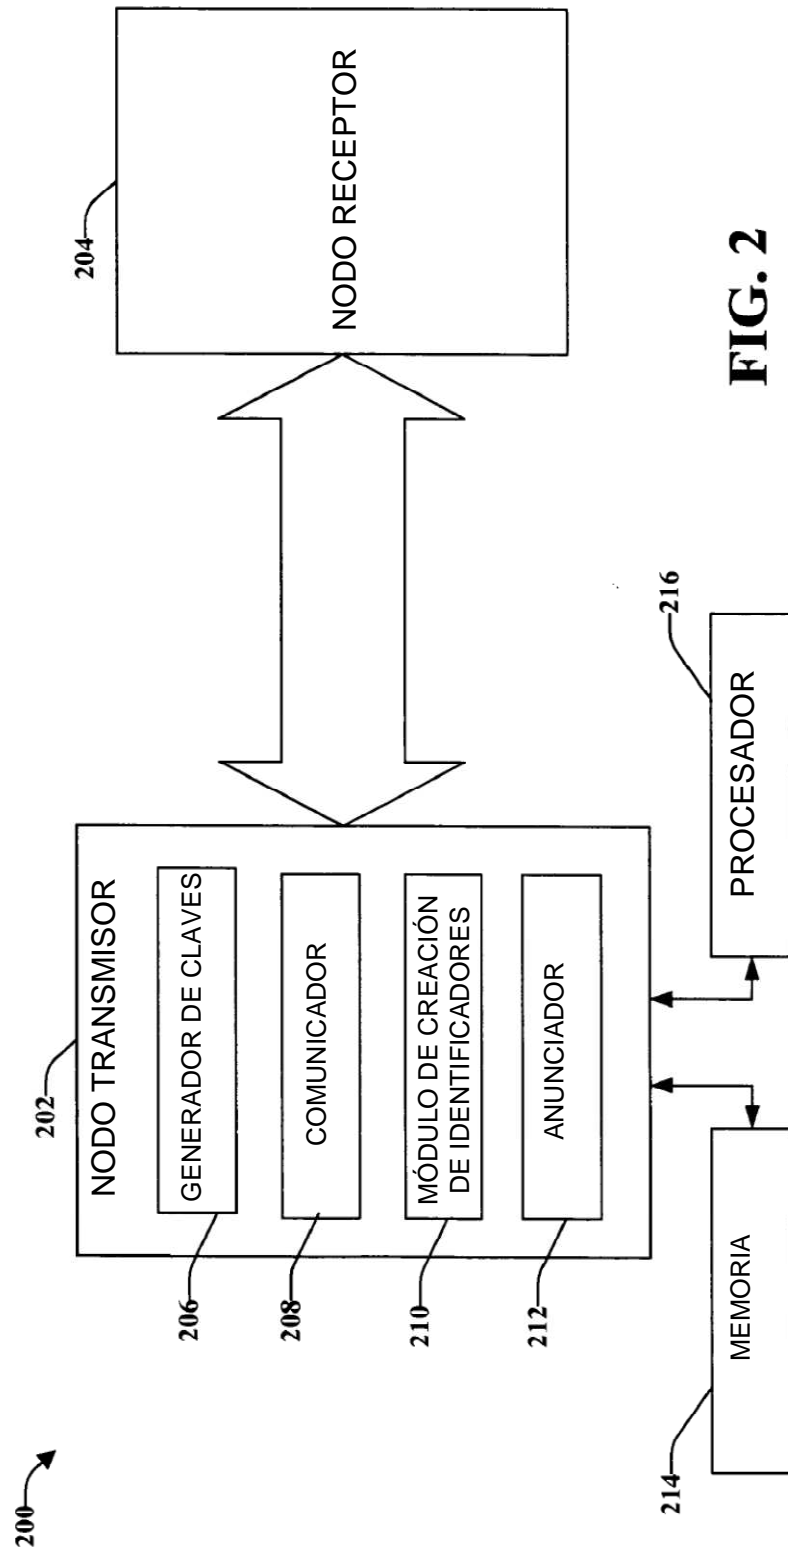 200
202
NODO TRANSMISOR
206
GENERADOR DE CLAVES
208
COMUNICADOR
210
MÓDULO DE CREACIÓN
DE IDENTIFICADORES
212
ANUNCIADOR
204
NODO RECEPTOR
214
MEMORIA
216
PROCESADOR
FIG. 2